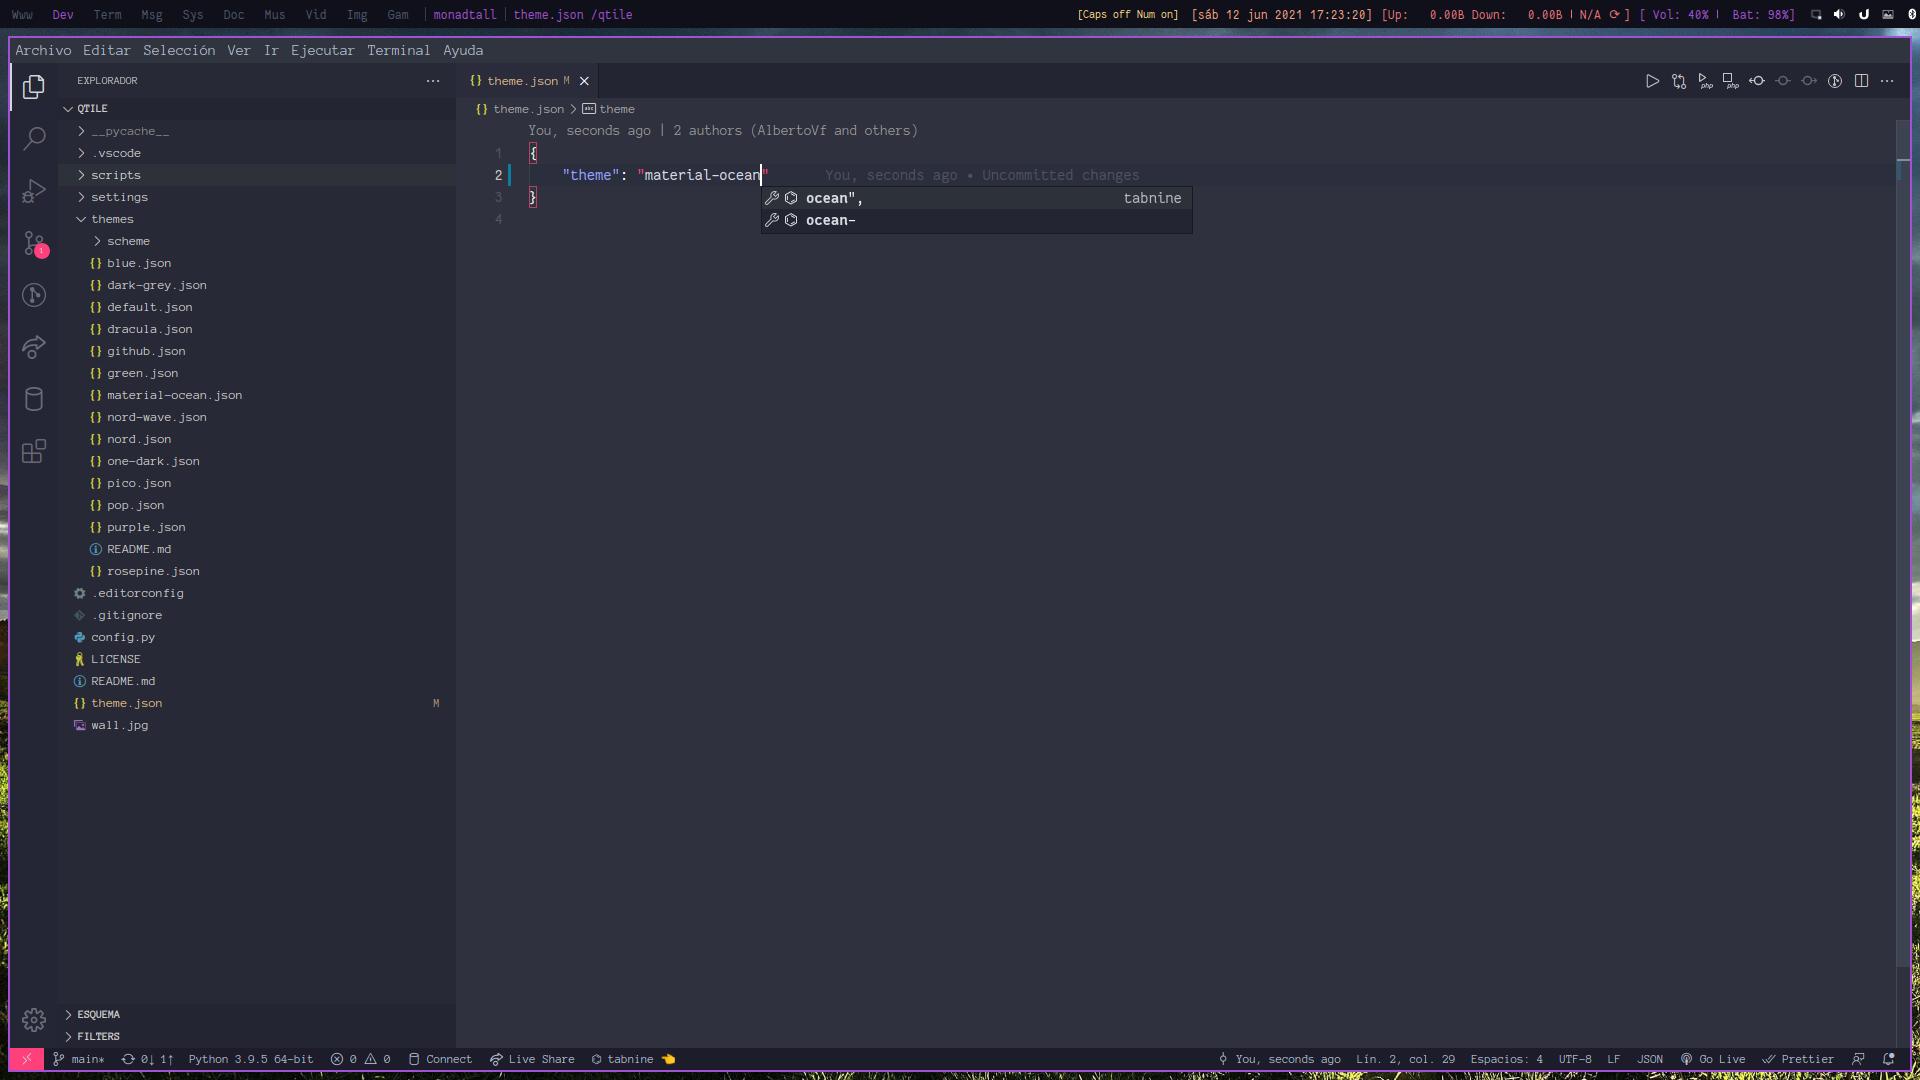 Www Dev Term Msg Sys Doc Mus Vid Img Gam | monadtall | theme.json /qtile [Caps off Num on] [sáb 12 jun 2021 17:23:20] [Up: 0.00B Down: 0.00B | N/A ⟳ ] [ Vol: 40% | Bat: 98%]
Archivo Editar Selección Ver Ir Ejecutar Terminal Ayuda
EXPLORADOR ···
theme.json M
QTILE
theme.json > theme
__pycache__
.vscode
scripts
settings
themes
scheme
blue.json
dark-grey.json
default.json
dracula.json
github.json
green.json
material-ocean.json
nord-wave.json
nord.json
one-dark.json
pico.json
pop.json
purple.json
README.md
rosepine.json
.editorconfig
.gitignore
config.py
LICENSE
README.md
theme.json M
wall.jpg
ESQUEMA
FILTERS
You, seconds ago | 2 authors (AlbertoVf and others)
1 {
2 "theme": "material-ocean" You, seconds ago • Uncommitted changes
3 }
4
ocean", tabnine
ocean-
main* 0↓ 1↑ Python 3.9.5 64-bit 0 0 Connect Live Share tabnine 👈 You, seconds ago Lín. 2, col. 29 Espacios: 4 UTF-8 LF JSON Go Live Prettier